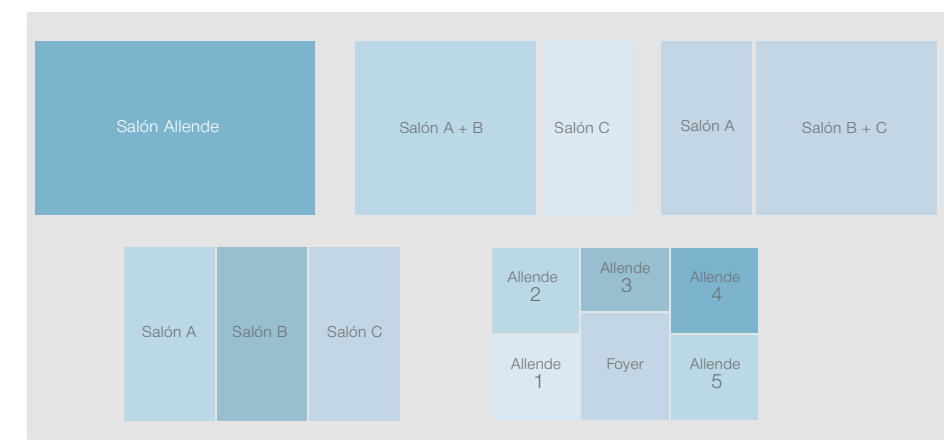 Salón Allende
Salón A + B
Salón C
Salón A
Salón B + C
Salón A
Salón B
Salón C
Allende
2
Allende
3
Allende
4
Allende
1
Foyer
Allende
5